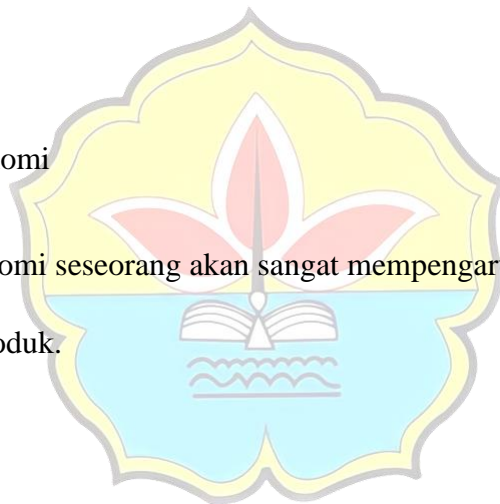 omi
omi seseorang akan sangat mempengar
oduk.